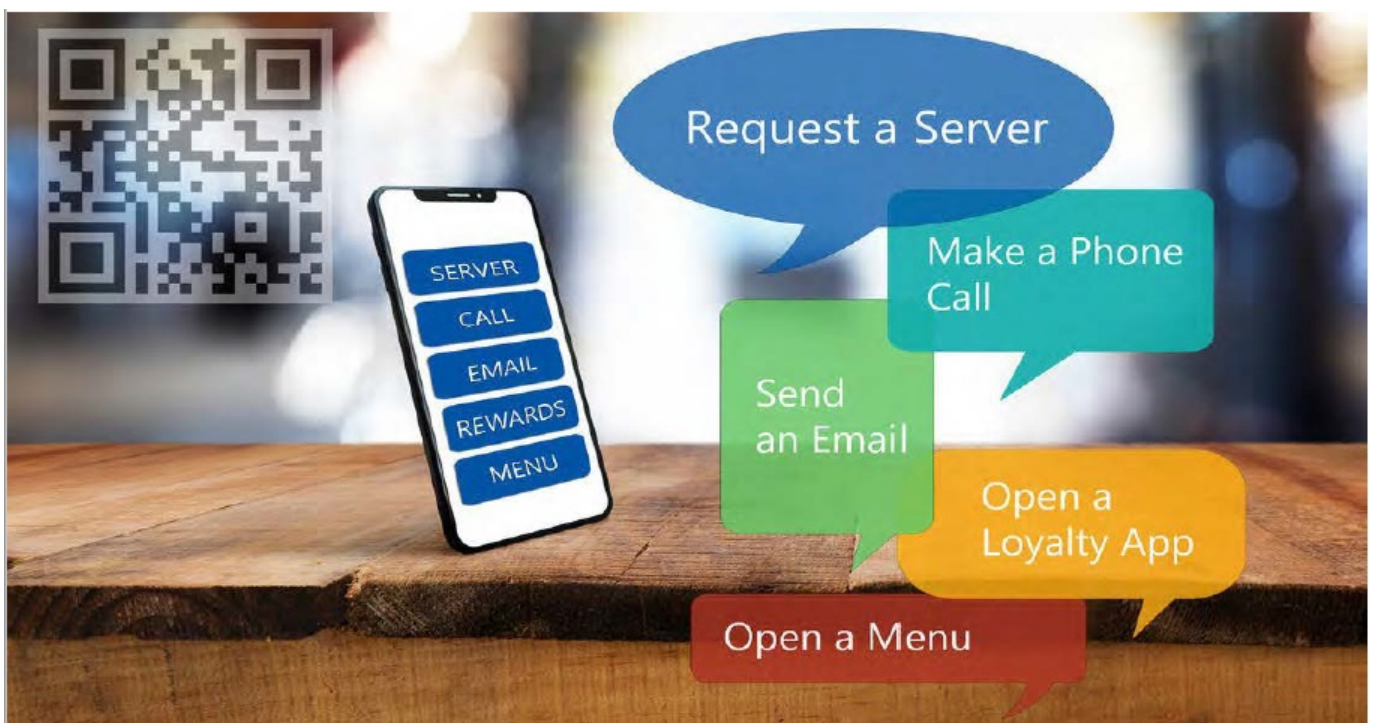 Request a Server
Make a Phone
Call
SERVER
CALL
EMAIL
REWARDS
MENU
Send
an Email
Open a
Loyalty App
Open a Menu